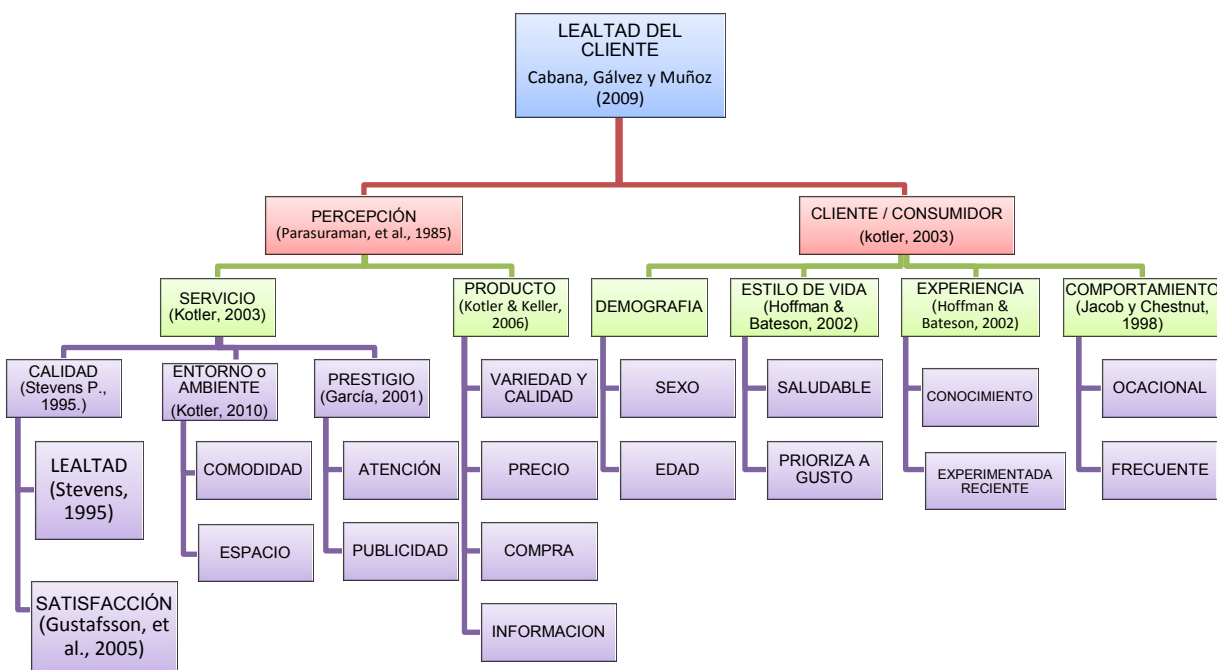 LEALTAD DEL
CLIENTE
Cabana, Gálvez y Muñoz
(2009)
PERCEPCIÓN
(Parasuraman, et al., 1985)
CLIENTE / CONSUMIDOR
(kotler, 2003)
SERVICIO
(Kotler, 2003)
PRODUCTO
(Kotler & Keller,
2006)
DEMOGRAFIA
ESTILO DE VIDA
(Hoffman &
Bateson, 2002)
EXPERIENCIA
(Hoffman &
Bateson, 2002)
COMPORTAMIENTO
(Jacob y Chestnut,
1998)
CALIDAD
(Stevens P.,
1995.)
ENTORNO o
AMBIENTE
(Kotler, 2010)
PRESTIGIO
(García, 2001)
VARIEDAD Y
CALIDAD
SEXO
SALUDABLE
CONOCIMIENTO
OCACIONAL
LEALTAD
(Stevens,
1995)
COMODIDAD
ATENCIÓN
PRECIO
EDAD
PRIORIZA A
GUSTO
EXPERIMENTADA
RECIENTE
FRECUENTE
ESPACIO
PUBLICIDAD
COMPRA
SATISFACCIÓN
(Gustafsson, et
al., 2005)
INFORMACION